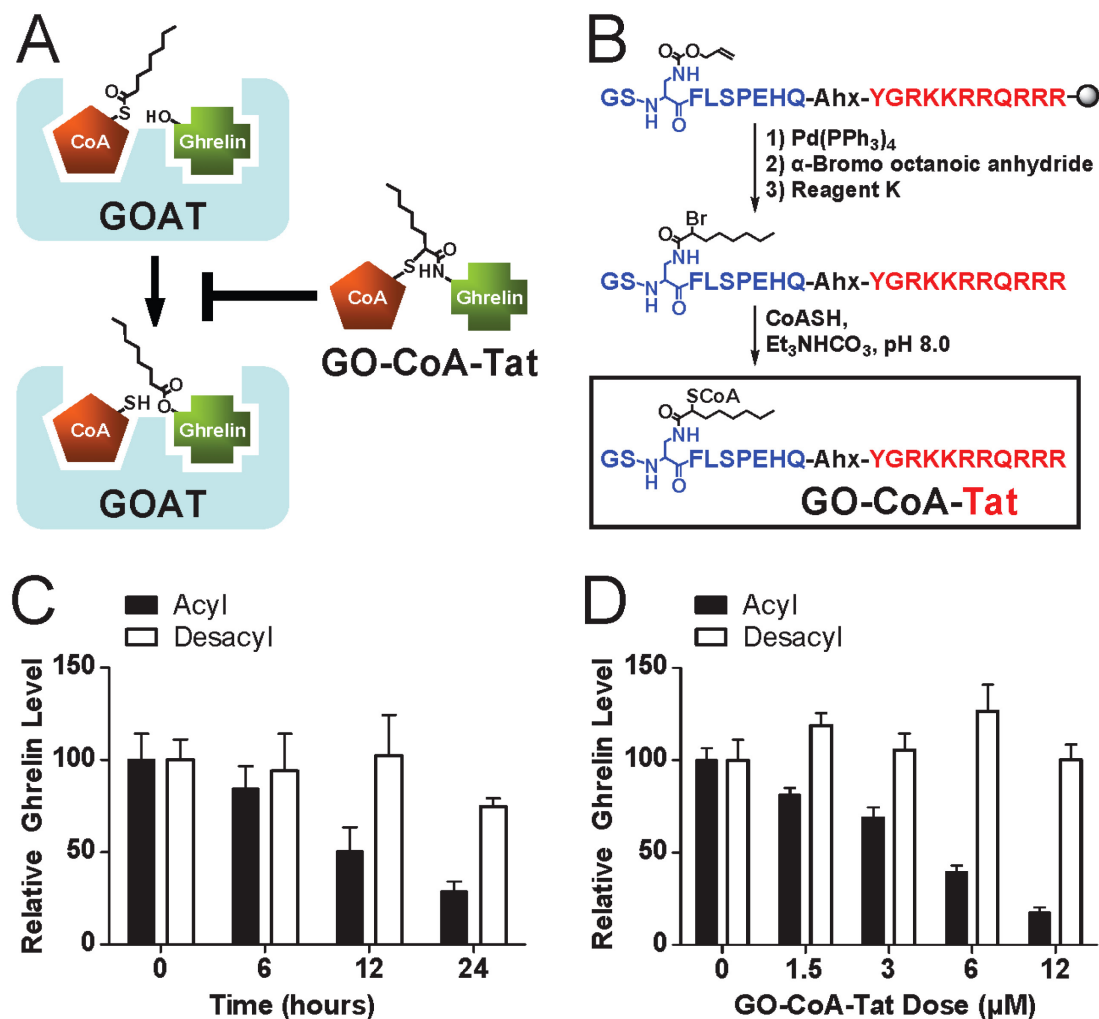 A
O
S
HO
CoA
Ghrelin
GOAT
S
O
HN
CoA
Ghrelin
GO-CoA-Tat
O
SH
O
CoA
Ghrelin
GOAT
B
O
O
NH
GS
N
H
O
FLSPEHQ-Ahx-YGRKKRRQRRR
1) Pd(PPh3)4
2) α-Bromo octanoic anhydride
3) Reagent K
Br
O
NH
GS
N
H
O
FLSPEHQ-Ahx-YGRKKRRQRRR
CoASH,
Et3NHCO3, pH 8.0
SCoA
O
NH
GS
N
H
O
FLSPEHQ-Ahx-YGRKKRRQRRR
GO-CoA-Tat
C
Acyl
Desacyl
Relative Ghrelin Level
150
100
50
0
0 6 12 24
Time (hours)
D
Acyl
Desacyl
Relative Ghrelin Level
150
100
50
0
0 1.5 3 6 12
GO-CoA-Tat Dose (µM)